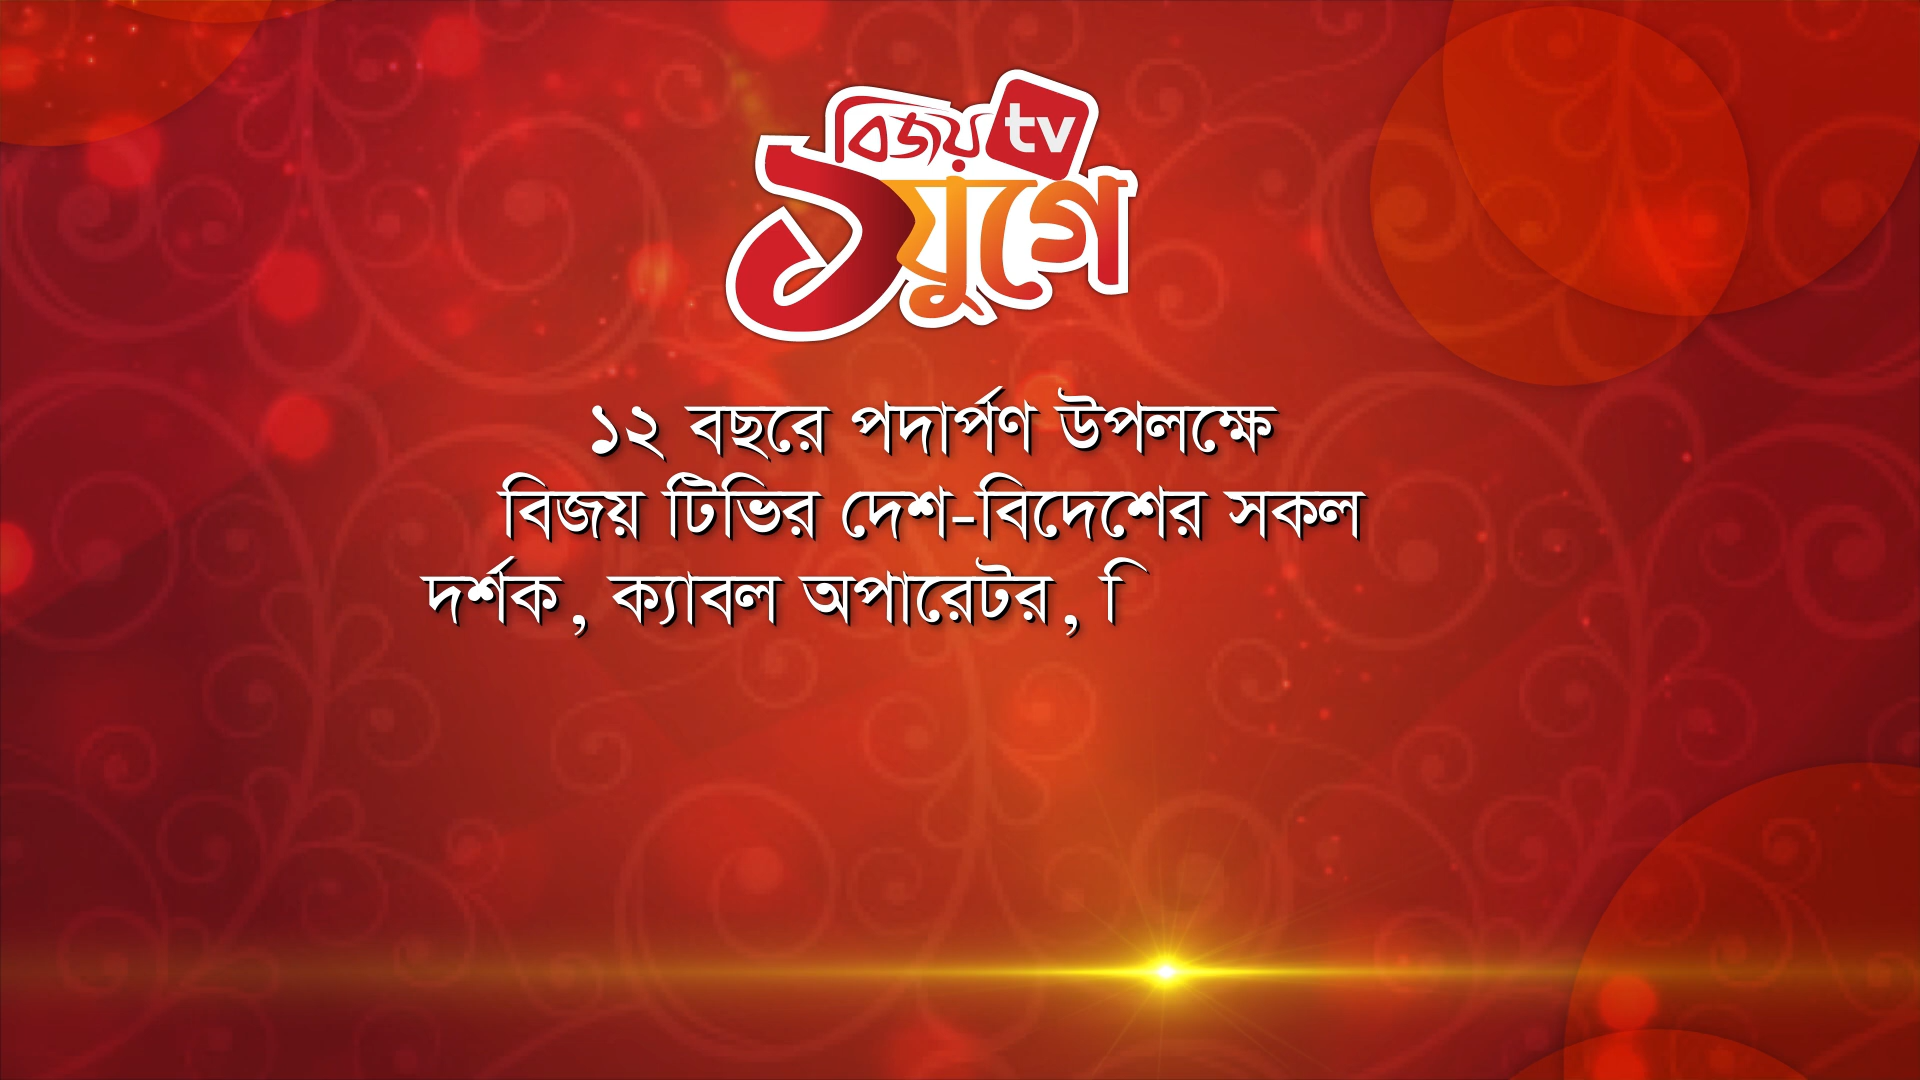 বিজয় tv
১যুগে
১২ বছরে পদার্পণ উপলক্ষে
বিজয় টিভির দেশ-বিদেশের সকল
দর্শক, ক্যাবল অপারেটর, ি